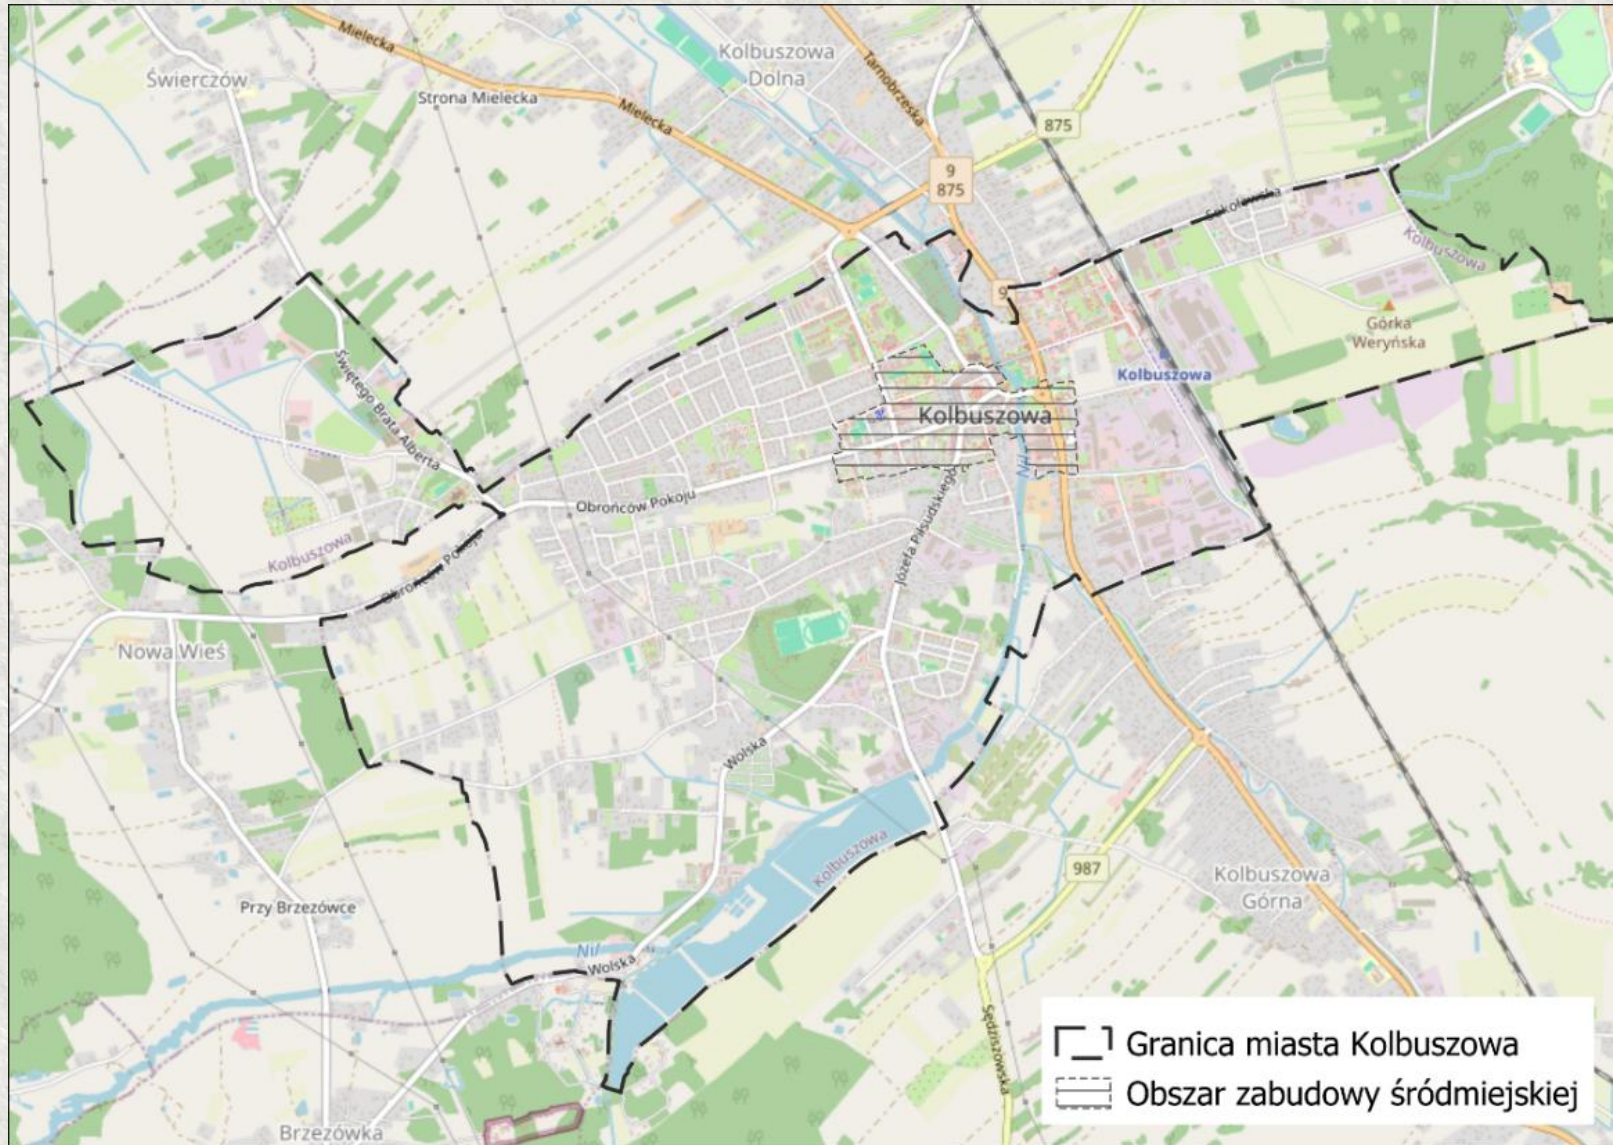 Mielecka
Kolbuszowa
Dolna
Świerczów
Strona Mielecka
Tarnobrzeska
Mielecka
875
9
875
Sokołowska
Kolbuszowa
9
Górka
Weryńska
Kolbuszowa
Świętego Brata Alberta
Kolbuszowa
Nil
Obrońców Pokoju
Józefa Piłsudskiego
Kolbuszowa
Obrońców Pokoju
Nowa Wieś
Wolska
Kolbuszowa
987
Kolbuszowa
Górna
Przy Brzezówce
Nil
Wolska
Sędziszowska
Brzezówka
Granica miasta Kolbuszowa
Obszar zabudowy śródmiejskiej